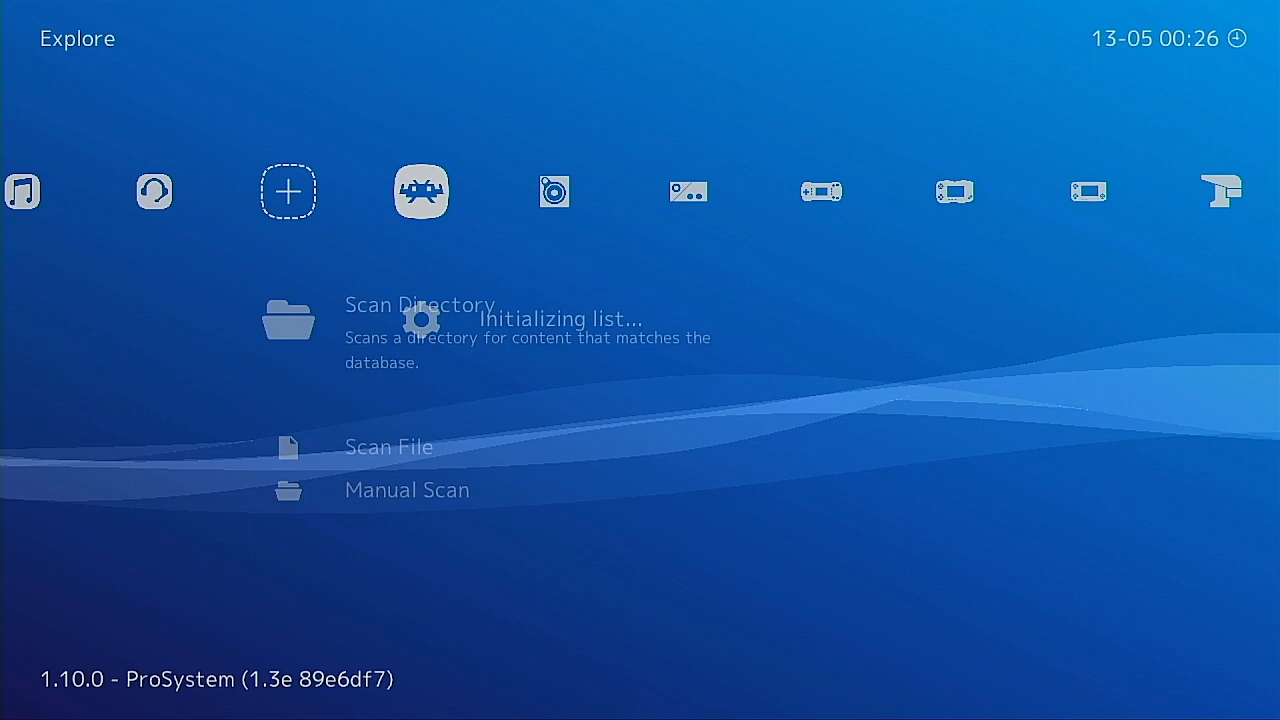 Explore
13-05 00:26
Scan Directory
Initializing list...
Scans a directory for content that matches the
database.
Scan File
Manual Scan
1.10.0 - ProSystem (1.3e 89e6df7)